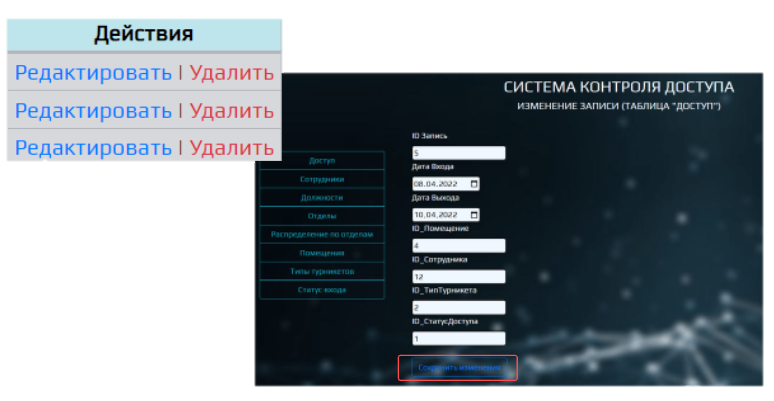 Действия
Редактировать | Удалить
Редактировать | Удалить
Редактировать | Удалить
СИСТЕМА КОНТРОЛЯ ДОСТУПА
ИЗМЕНЕНИЕ ЗАПИСИ (ТАБЛИЦА "ДОСТУП")
Доступ
Сотрудники
Должности
Отделы
Распределение по отделам
Помещения
Типы турникетов
Статус входа
ID Запись
5
Дата Входа
08.04.2022
Дата Выхода
10.04.2022
ID_Помещение
4
ID_Сотрудника
12
ID_ТипТурникета
2
ID_СтатусДоступа
1
Сохранить изменения